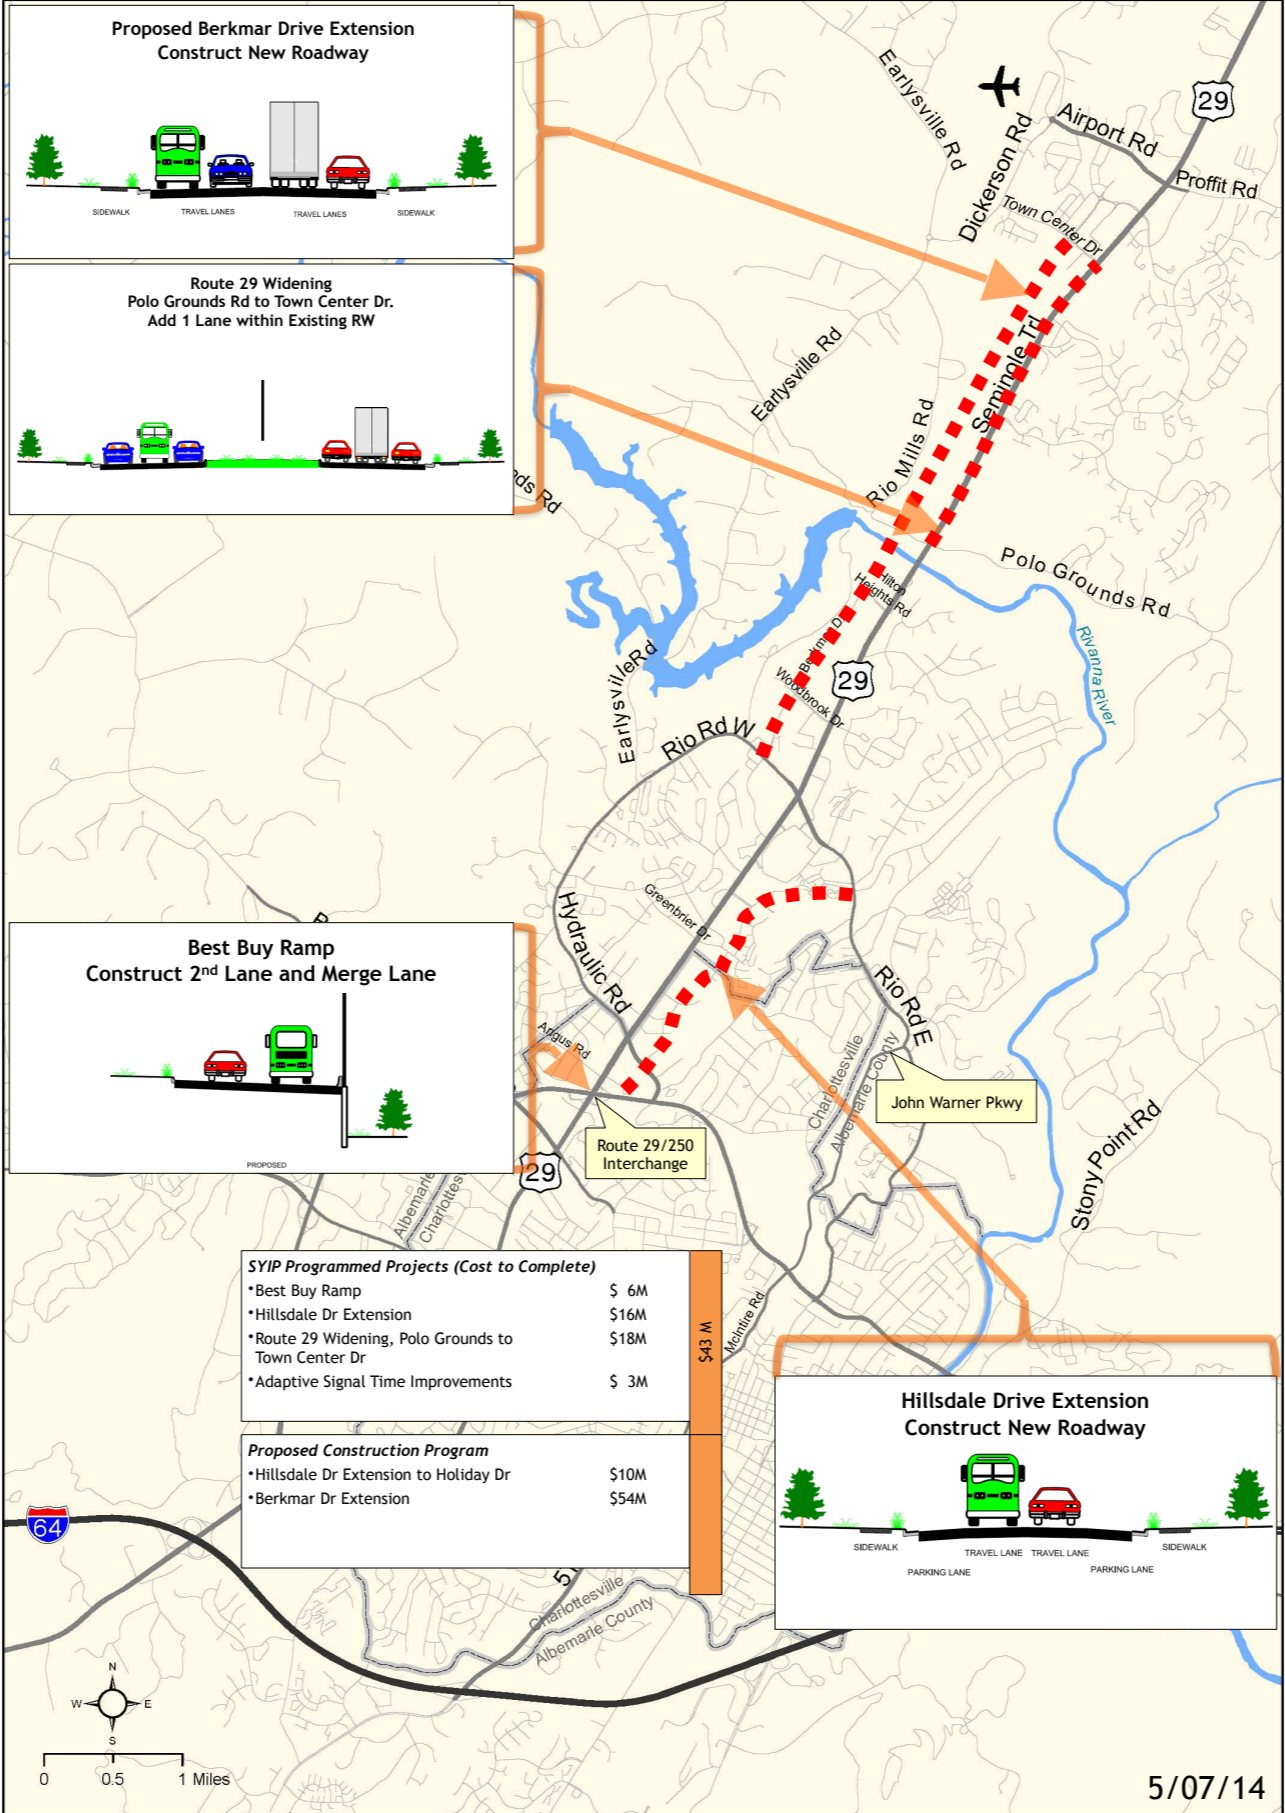 Proposed Berkmar Drive Extension
Construct New Roadway
SIDEWALK
TRAVEL LANES
TRAVEL LANES
SIDEWALK
Route 29 Widening
Polo Grounds Rd to Town Center Dr.
Add 1 Lane within Existing RW
Earlysville Rd
29
Airport Rd
Dickerson Rd
Proffit Rd
Town Center Dr
Seminole Trl
Earlysville Rd
Rio Mills Rd
nds Rd
Polo Grounds Rd
Hilton
Heights Rd
Rivanna River
Woodbrook Dr
29
Earlysville Rd
Rio Rd W
Greenbrier Dr
Hydraulic Rd
Rio Rd E
Angus Rd
Charlottesville
Albemarle County
John Warner Pkwy
Best Buy Ramp
Construct 2nd Lane and Merge Lane
PROPOSED
Route 29/250
Interchange
29
Stony Point Rd
Albemarle
Charlottes
McIntire Rd
SYIP Programmed Projects (Cost to Complete)
•Best Buy Ramp $ 6M
•Hillsdale Dr Extension $16M
•Route 29 Widening, Polo Grounds to $18M
Town Center Dr
•Adaptive Signal Time Improvements $ 3M
$43 M
Proposed Construction Program
•Hillsdale Dr Extension to Holiday Dr $10M
•Berkmar Dr Extension $54M
Hillsdale Drive Extension
Construct New Roadway
SIDEWALK
TRAVEL LANE
TRAVEL LANE
SIDEWALK
PARKING LANE
PARKING LANE
64
Charlottesville
Albemarle County
N
W
E
S
0 0.5 1 Miles
5/07/14